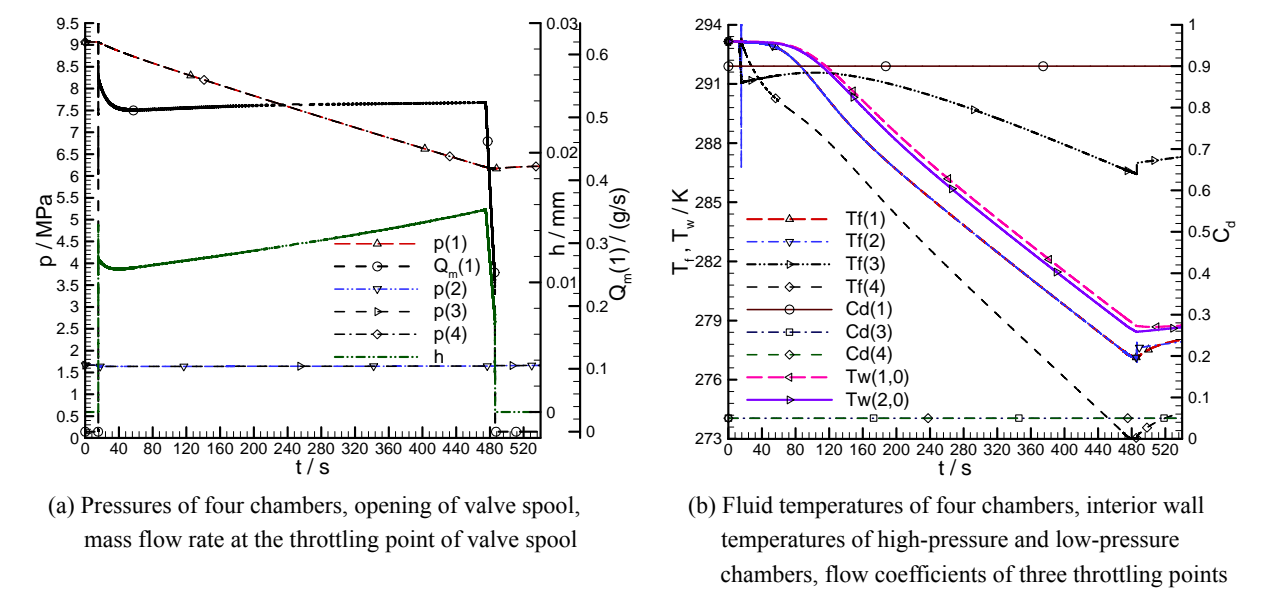 9.5
9
8.5
8
7.5
7
6.5
6
5.5
5
4.5
4
3.5
3
2.5
2
1.5
1
0.5
0
p / MPa
0 40 80 120 160 200 240 280 320 360 400 440 480 520
t / s
0.03
0.02
0.01
0
h / mm
0.6
0.5
0.4
0.3
0.2
0.1
0
Qm(1) / (g/s)
p(1)
Qm(1)
p(2)
p(3)
p(4)
h
(a) Pressures of four chambers, opening of valve spool,
mass flow rate at the throttling point of valve spool
294
291
288
285
282
279
276
273
Tf , Tw / K
0 40 80 120 160 200 240 280 320 360 400 440 480 520
t / s
1
0.9
0.8
0.7
0.6
0.5
0.4
0.3
0.2
0.1
0
Cd
Tf(1)
Tf(2)
Tf(3)
Tf(4)
Cd(1)
Cd(3)
Cd(4)
Tw(1,0)
Tw(2,0)
(b) Fluid temperatures of four chambers, interior wall
temperatures of high-pressure and low-pressure
chambers, flow coefficients of three throttling points